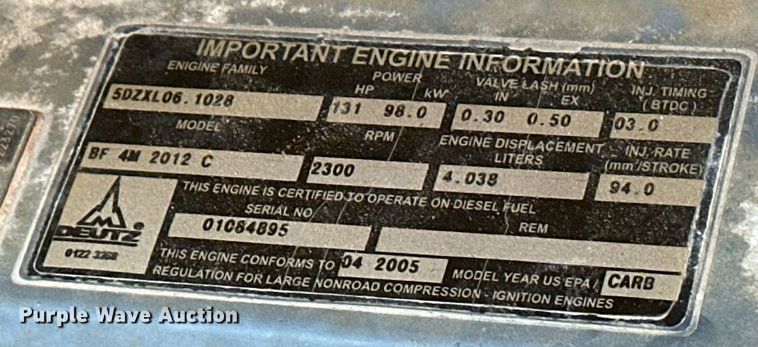 IMPORTANT ENGINE INFORMATION
ENIGINE FAMILY POWER VALVE LASH (mm) INJ. TIMING
HP kW IN EX (BTDC)
5DZXL06.1028 131 98.0 0.30 0.50 03.0
MODEL RPM ENGINE DISPLACEMENT INJ. RATE
LITERS (mm³/STROKE)
BF 4M 2012 C 2300 4.038 94.0
THIS ENGINE IS CERTIFIED TO OPERATE ON DIESEL FUEL
SERIAL NO REM
DEUTZ ® 01084895
0122 3268
THIS ENGINE CONFORMS TO 04 2005 MODEL YEAR US EPA / CARB
REGULATION FOR LARGE NONROAD COMPRESSION - IGNITION ENGINES
Purple Wave Auction